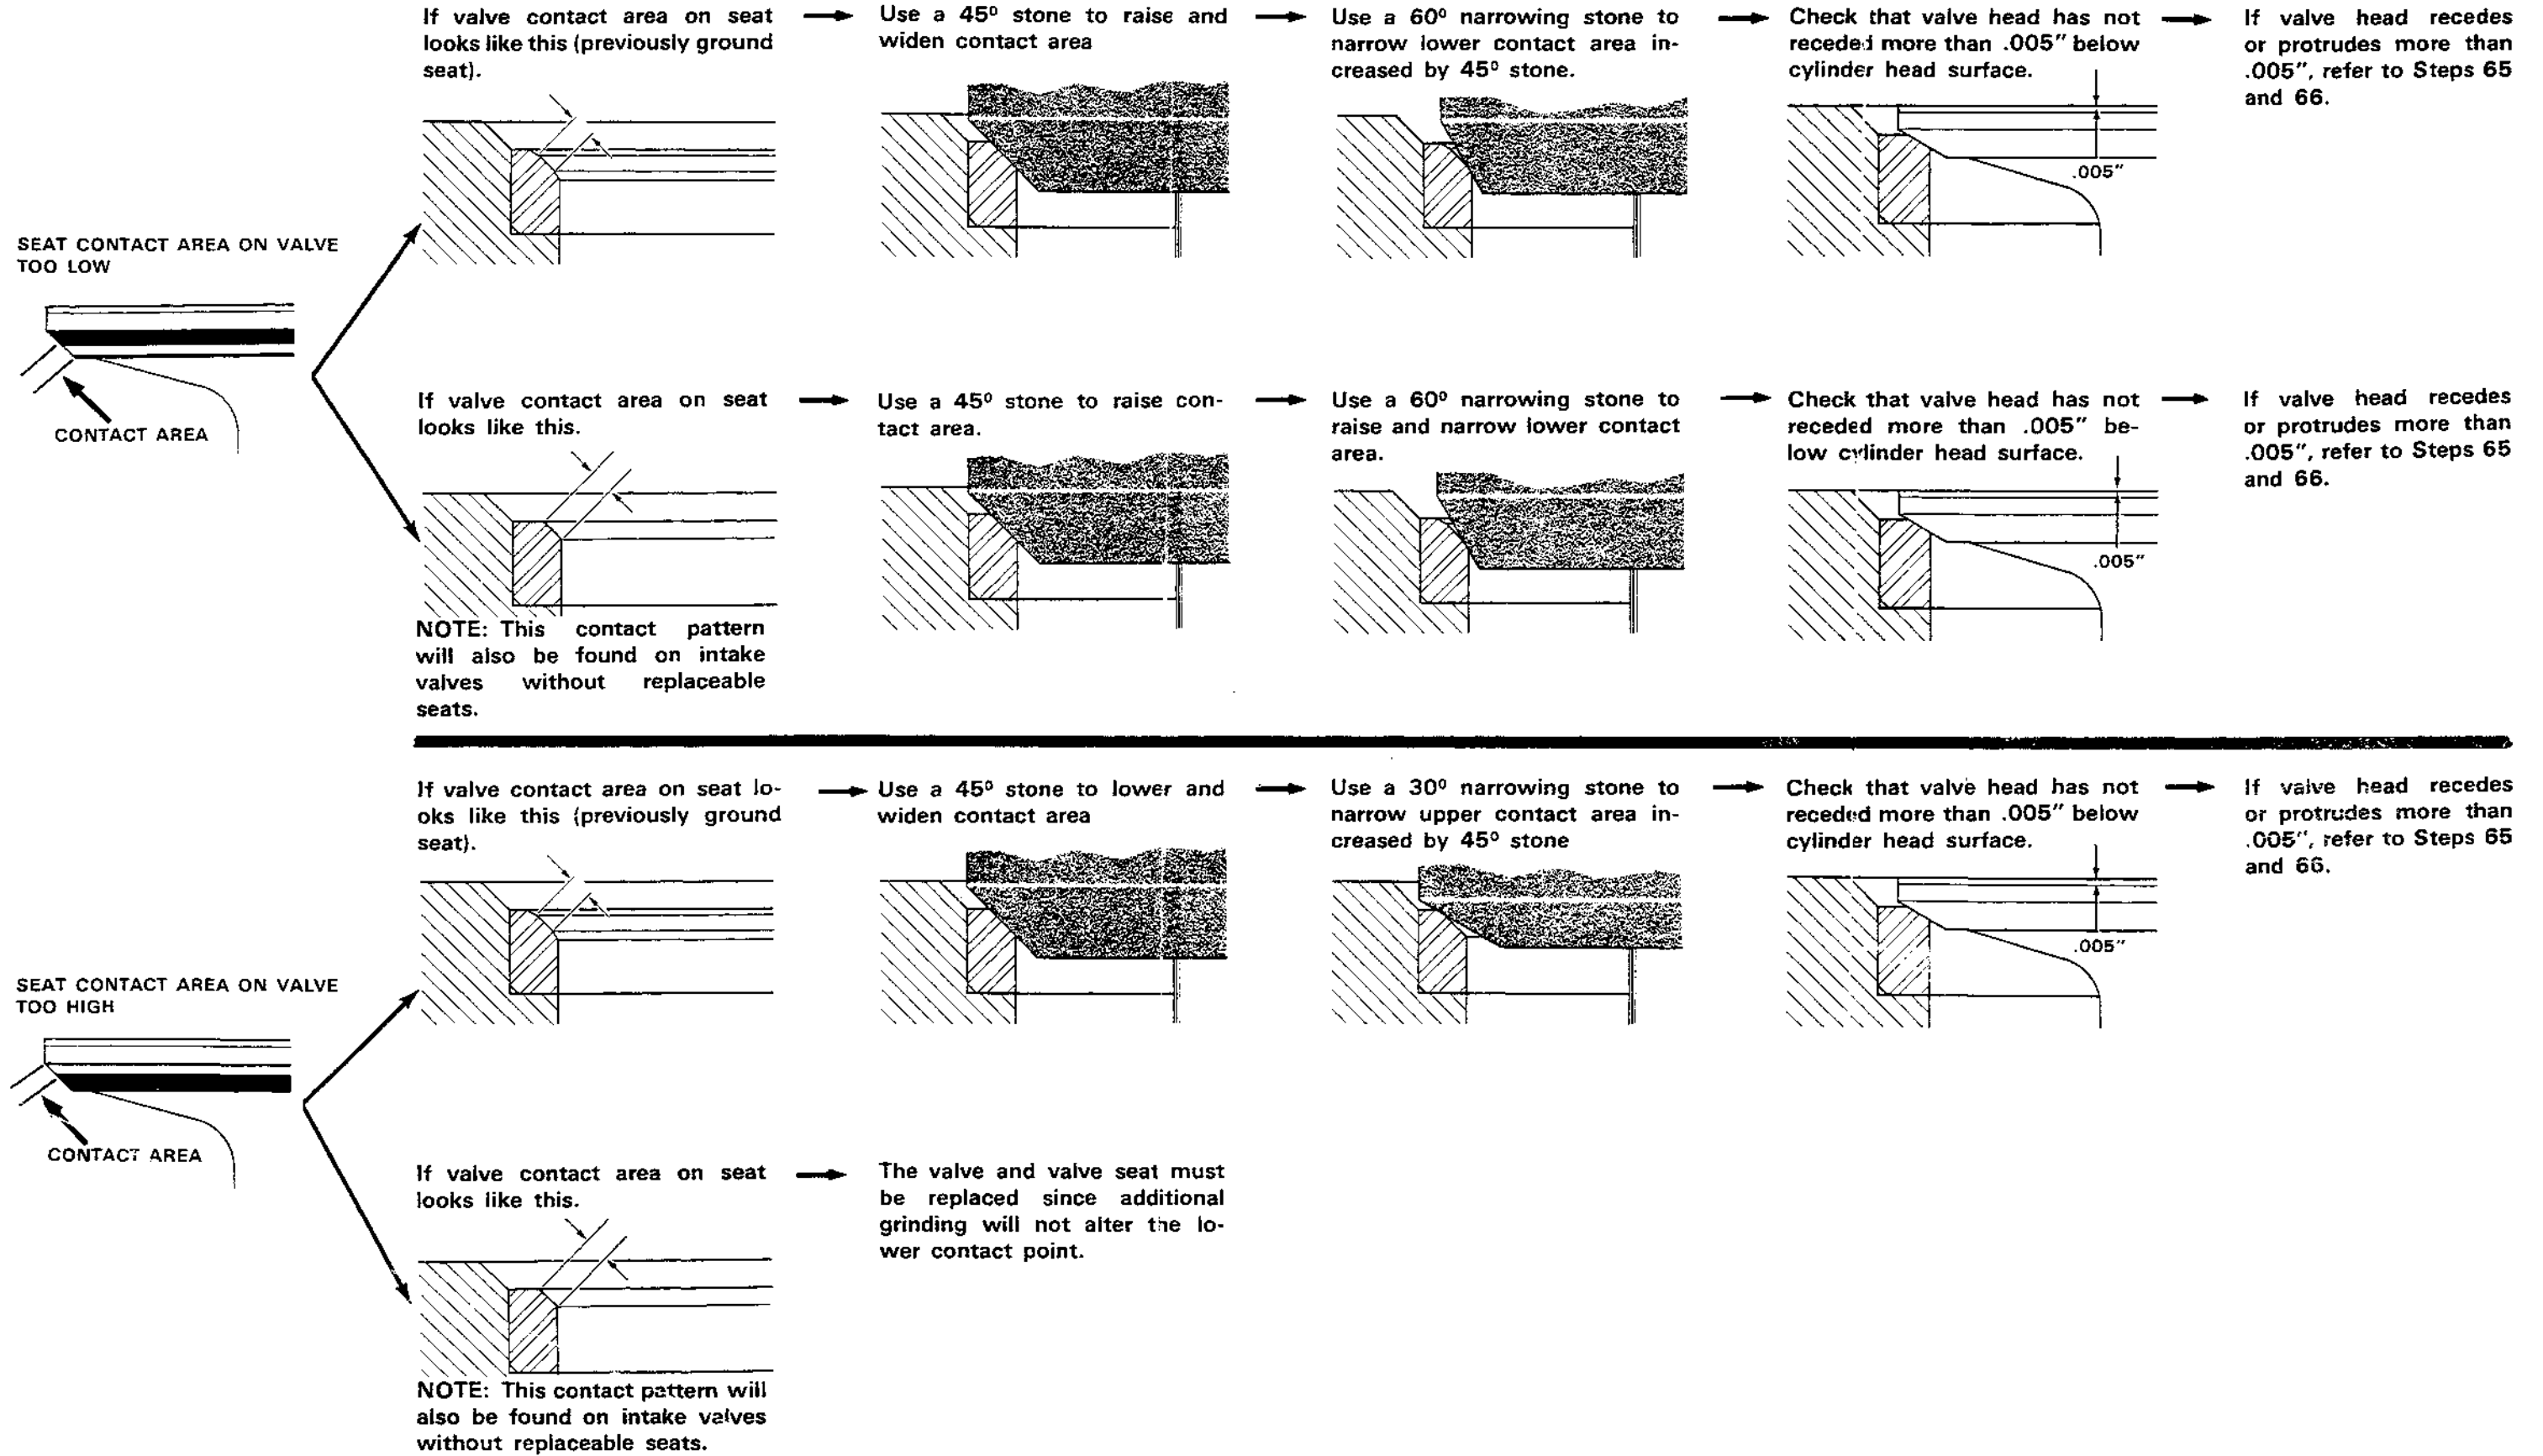 If valve contact area on seat
looks like this (previously ground
seat).
Use a 45º stone to raise and
widen contact area
Use a 60º narrowing stone to
narrow lower contact area in-
creased by 45º stone.
Check that valve head has not
receded more than .005" below
cylinder head surface.
.005"
If valve head recedes
or protrudes more than
.005", refer to Steps 65
and 66.
SEAT CONTACT AREA ON VALVE
TOO LOW
CONTACT AREA
If valve contact area on seat
looks like this.
NOTE: This contact pattern
will also be found on intake
valves without replaceable
seats.
Use a 45º stone to raise con-
tact area.
Use a 60º narrowing stone to
raise and narrow lower contact
area.
Check that valve head has not
receded more than .005" be-
low cylinder head surface.
.005"
If valve head recedes
or protrudes more than
.005", refer to Steps 65
and 66.
If valve contact area on seat lo-
oks like this (previously ground
seat).
Use a 45º stone to lower and
widen contact area
Use a 30º narrowing stone to
narrow upper contact area in-
creased by 45º stone
Check that valve head has not
receded more than .005" below
cylinder head surface.
.005"
If valve head recedes
or protrudes more than
.005", refer to Steps 65
and 66.
SEAT CONTACT AREA ON VALVE
TOO HIGH
CONTACT AREA
If valve contact area on seat
looks like this.
NOTE: This contact pattern will
also be found on intake valves
without replaceable seats.
The valve and valve seat must
be replaced since additional
grinding will not alter the lo-
wer contact point.